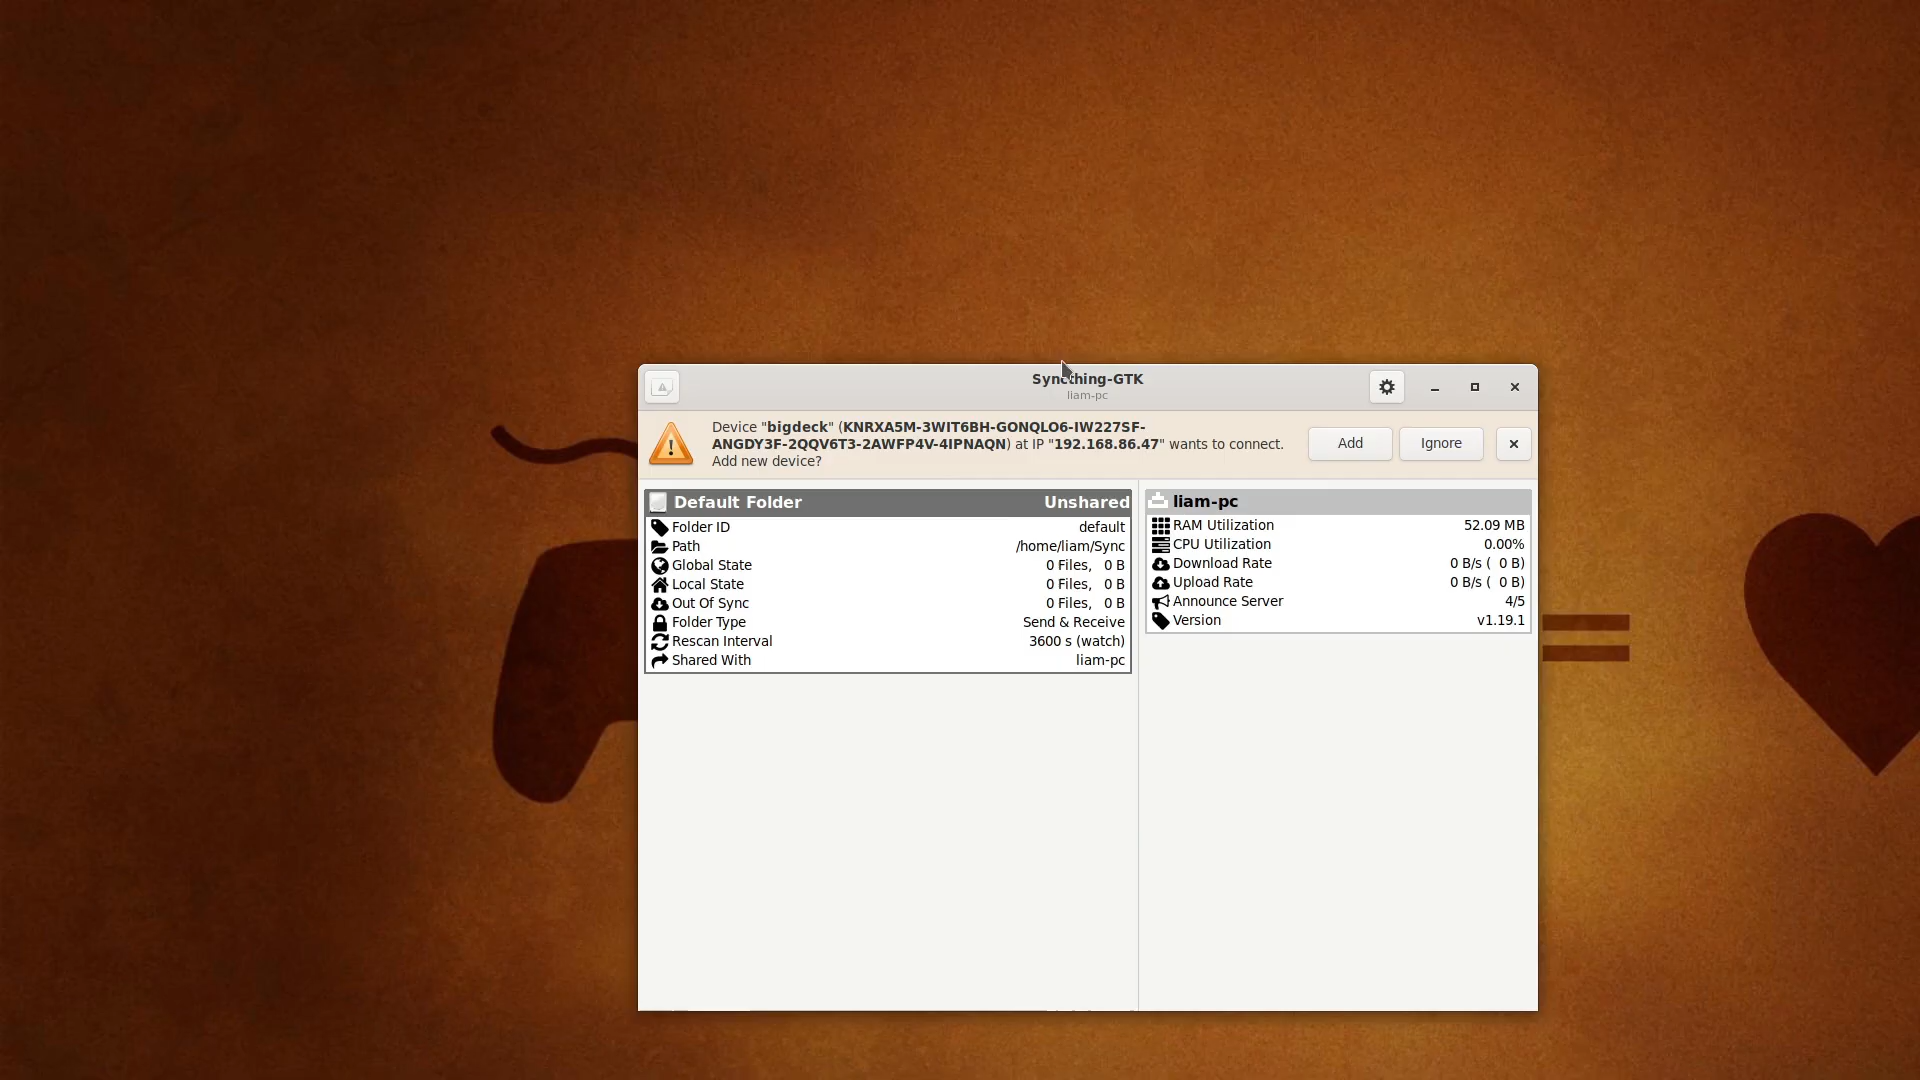 Syncthing-GTK
liam-pc
Device "bigdeck" (KNRXA5M-3WIT6BH-GONQLO6-IW227SF-
ANGDY3F-2QQV6T3-2AWFP4V-4IPNAQN) at IP "192.168.86.47" wants to connect.
Add new device?
Add
Ignore
Default Folder Unshared
Folder ID default
Path /home/liam/Sync
Global State 0 Files, 0 B
Local State 0 Files, 0 B
Out Of Sync 0 Files, 0 B
Folder Type Send & Receive
Rescan Interval 3600 s (watch)
Shared With liam-pc
liam-pc
RAM Utilization 52.09 MB
CPU Utilization 0.00%
Download Rate 0 B/s ( 0 B)
Upload Rate 0 B/s ( 0 B)
Announce Server 4/5
Version v1.19.1